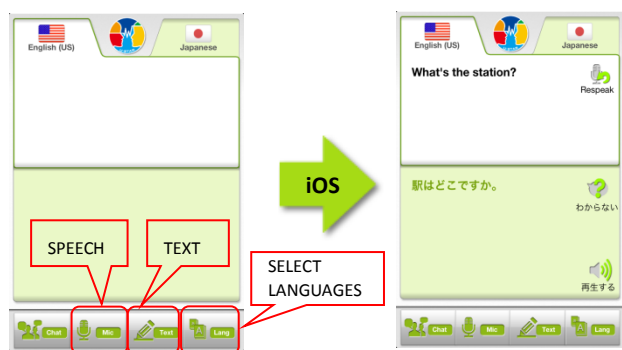 English (US)
Japanese
SPEECH
TEXT
Chat
Mic
Text
Lang
iOS
SELECT
LANGUAGES
English (US)
Japanese
What's the station?
Respeak
駅はどこですか。
わからない
再生する
Chat
Mic
Text
Lang